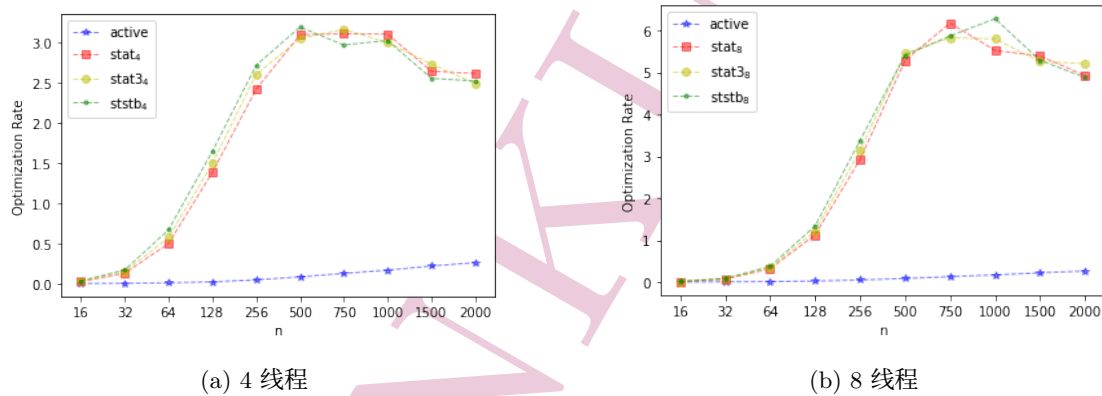 active
stat₄
stat3₄
ststb₄
Optimization Rate
3.0
2.5
2.0
1.5
1.0
0.5
0.0
16 32 64 128 256 500 750 1000 1500 2000
n
(a) 4 线程
active
stat₈
stat3₈
ststb₈
Optimization Rate
6
5
4
3
2
1
0
16 32 64 128 256 500 750 1000 1500 2000
n
(b) 8 线程